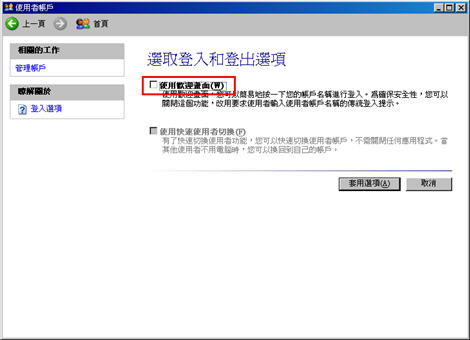 使用者帳戶
上一頁 首頁
相關的工作
管理帳戶
瞭解關於
登入選項
選取登入和登出選項
使用歡迎畫面(W)
使用歡迎畫面，您可以簡易地按一下您的帳戶名稱進行登入。為確保安全性，您可以
關閉這個功能，改用要求使用者輸入使用者帳戶名稱的傳統登入提示。
使用快速使用者切換(F)
有了快速切換使用者功能，您可以快速切換使用者帳戶，不需關閉任何應用程式。當
其他使用者不用電腦時，您可以換回到自己的帳戶。
套用選項(A) 取消